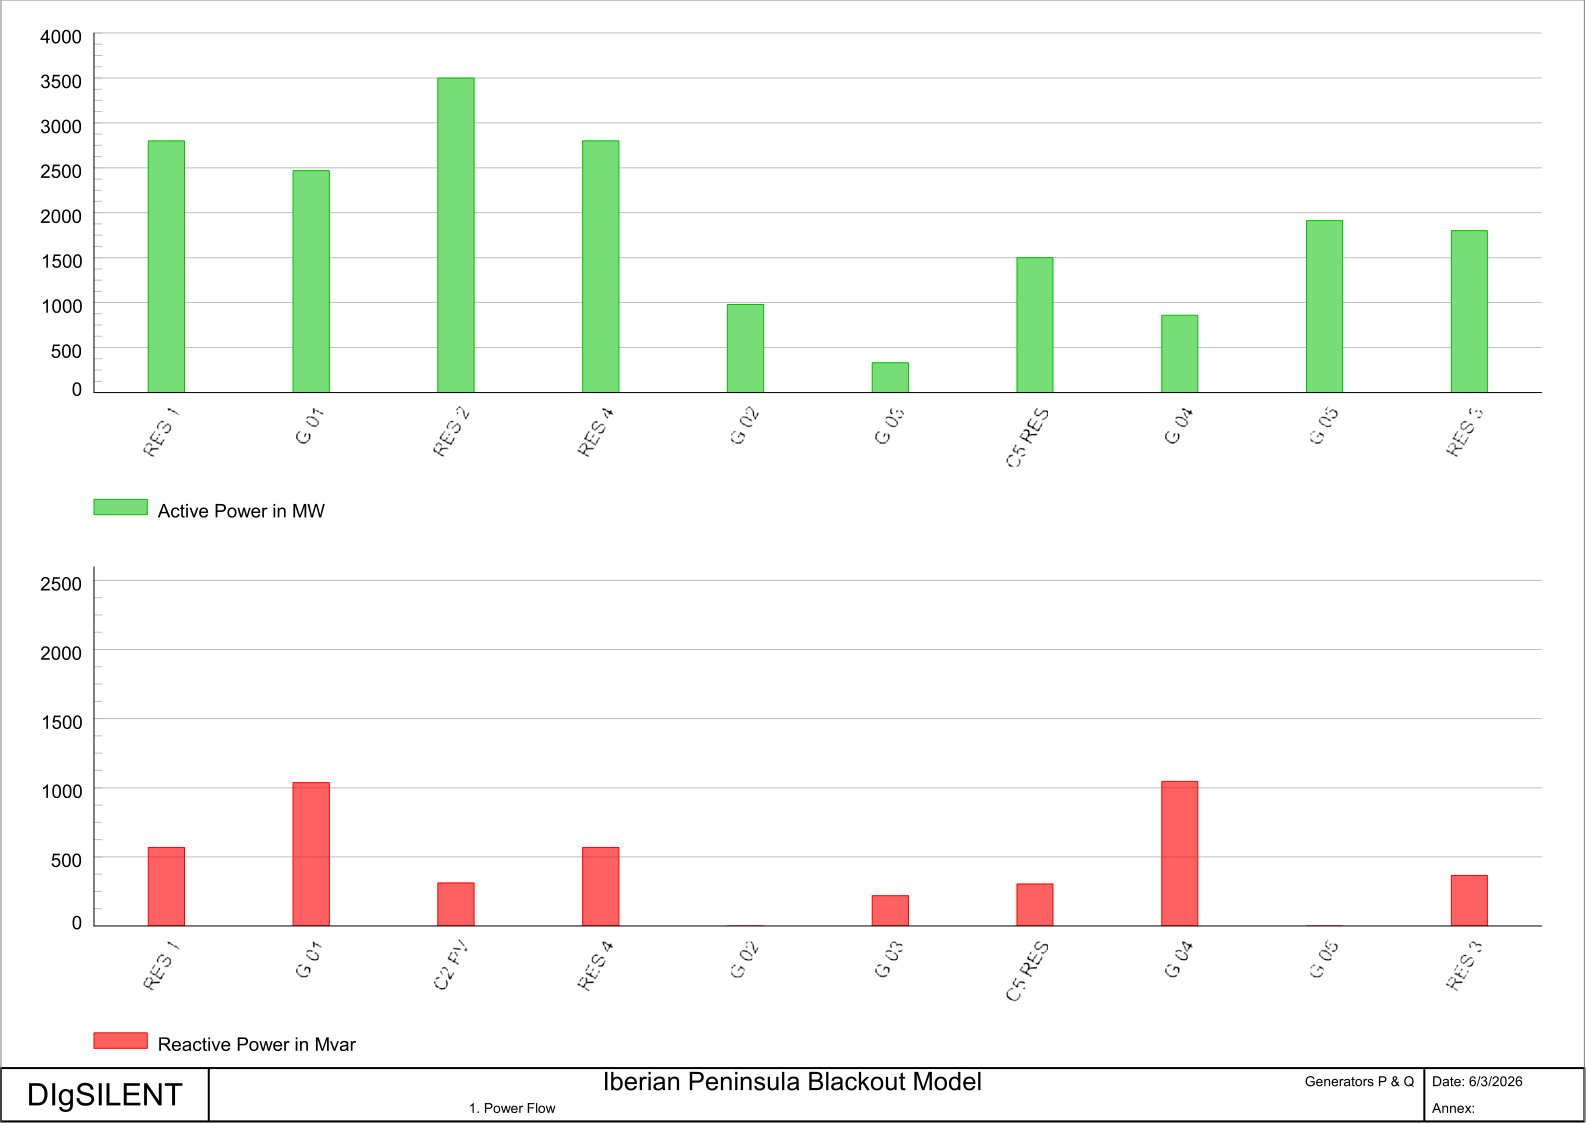 4000
3500
3000
2500
2000
1500
1000
500
0
RES 1
G 01
RES 2
RES 4
G 02
G 03
C5 RES
G 04
G 05
RES 3
Active Power in MW
2500
2000
1500
1000
500
0
RES 1
G 01
C2 PV
RES 4
G 02
G 03
C5 RES
G 04
G 05
RES 3
Reactive Power in Mvar
DIgSILENT
Iberian Peninsula Blackout Model
1. Power Flow
Generators P & Q
Date: 6/3/2026
Annex: